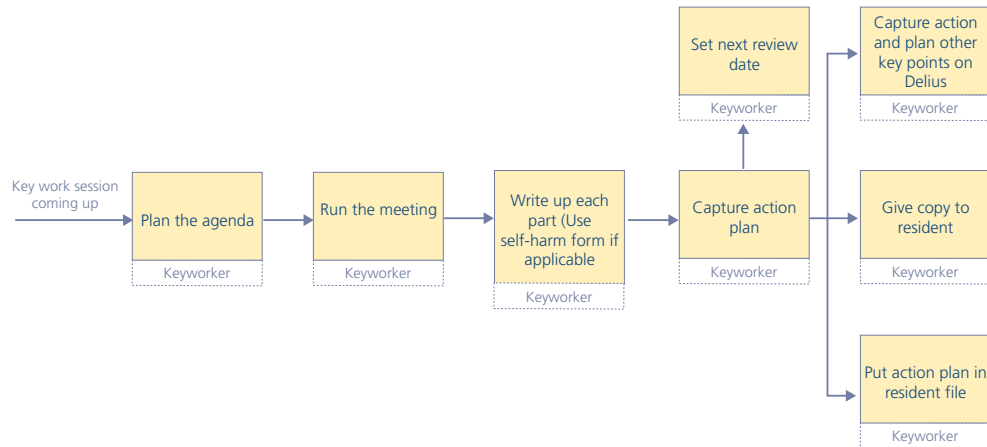 Key work session
coming up
Plan the agenda
Keyworker
Run the meeting
Keyworker
Write up each
part (Use
self-harm form if
applicable
Keyworker
Capture action
plan
Keyworker
Set next review
date
Keyworker
Capture action
and plan other
key points on
Delius
Keyworker
Give copy to
resident
Keyworker
Put action plan in
resident file
Keyworker